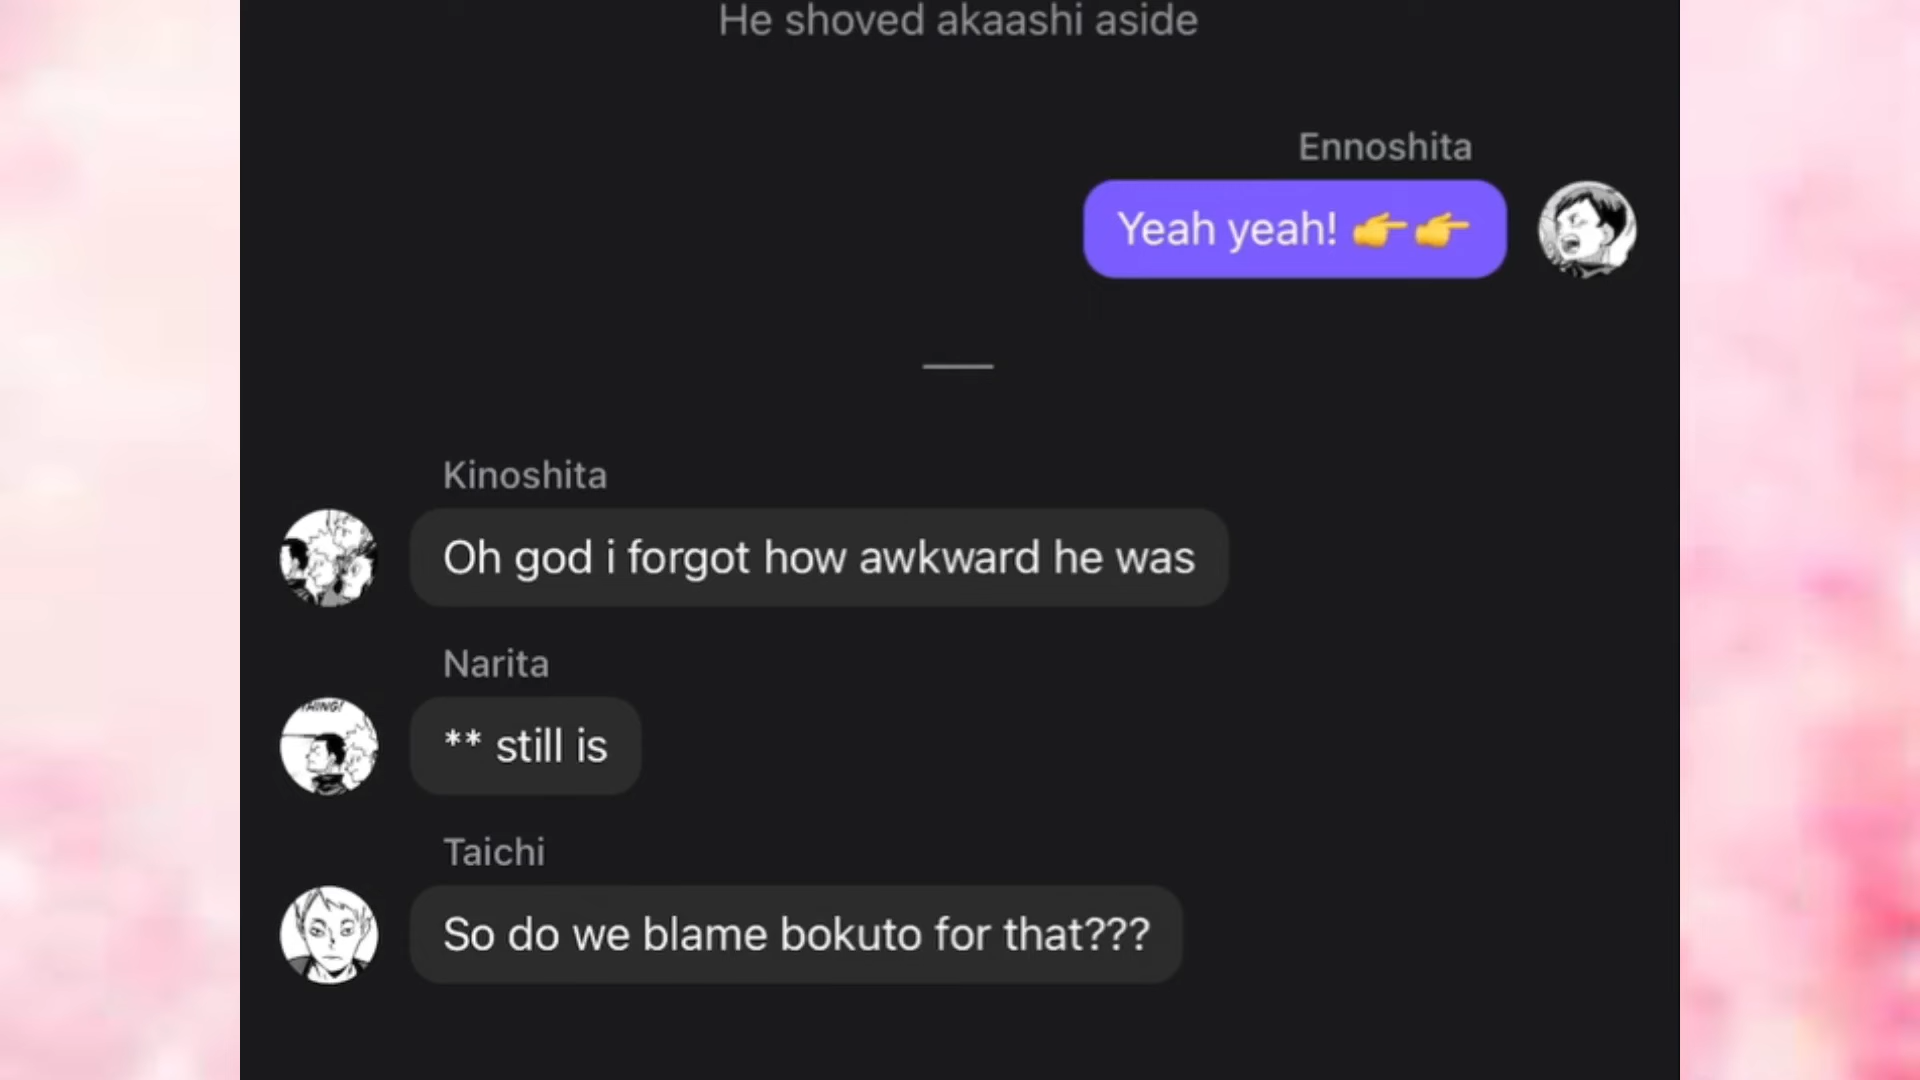 He shoved akaashi aside
Ennoshita
Yeah yeah! 👉👉
Kinoshita
Oh god i forgot how awkward he was
Narita
THING!
** still is
Taichi
So do we blame bokuto for that???